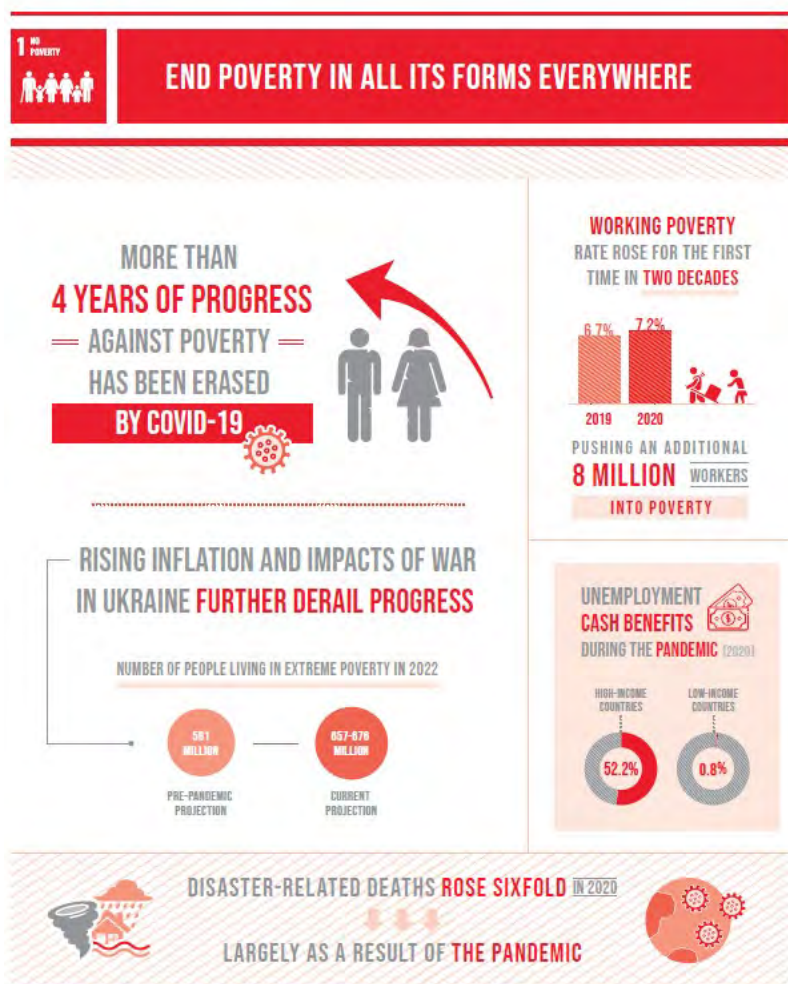 1 NO
POVERTY
END POVERTY IN ALL ITS FORMS EVERYWHERE
MORE THAN
4 YEARS OF PROGRESS
AGAINST POVERTY
HAS BEEN ERASED
BY COVID-19
RISING INFLATION AND IMPACTS OF WAR
IN UKRAINE FURTHER DERAIL PROGRESS
NUMBER OF PEOPLE LIVING IN EXTREME POVERTY IN 2022
581
MILLION
PRE-PANDEMIC
PROJECTION
657-676
MILLION
CURRENT
PROJECTION
WORKING POVERTY
RATE ROSE FOR THE FIRST
TIME IN TWO DECADES
6.7% 7.2%
2019 2020
PUSHING AN ADDITIONAL
8 MILLION WORKERS
INTO POVERTY
UNEMPLOYMENT
CASH BENEFITS
DURING THE PANDEMIC (2020)
HIGH-INCOME
COUNTRIES
52.2%
LOW-INCOME
COUNTRIES
0.8%
DISASTER-RELATED DEATHS ROSE SIXFOLD IN 2020
LARGELY AS A RESULT OF THE PANDEMIC